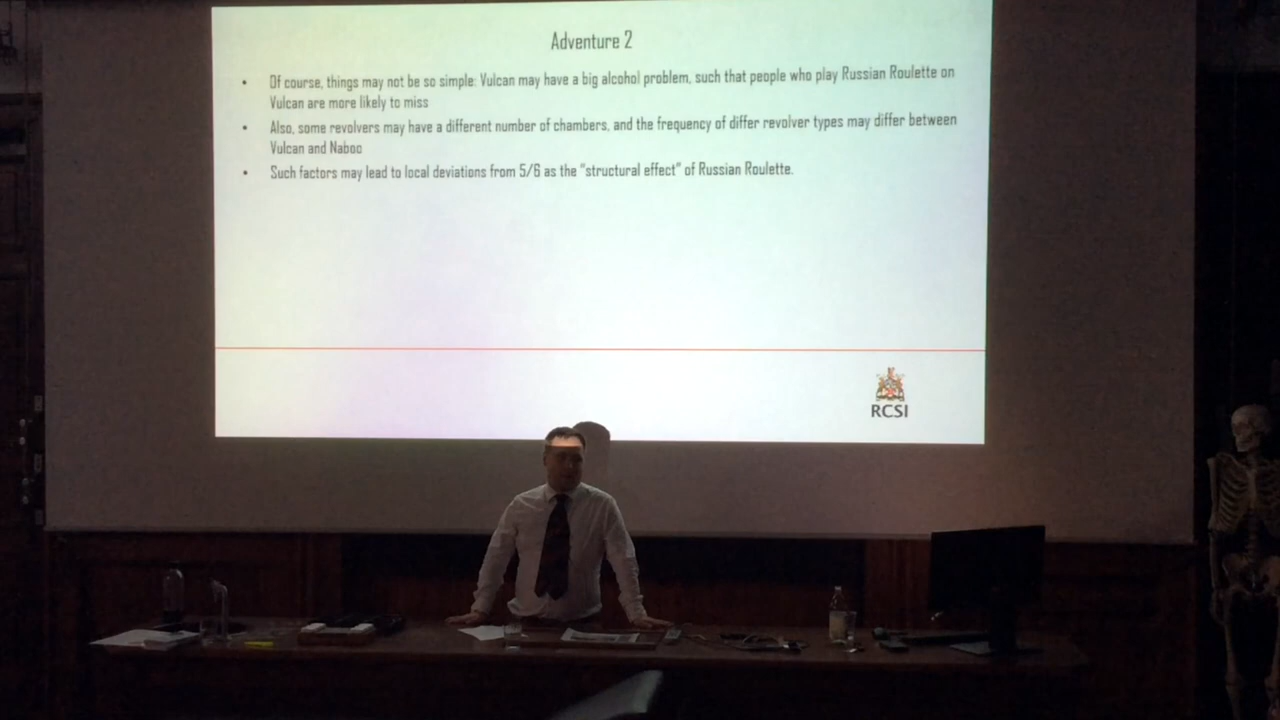 Adventure 2
• Of course, things may not be so simple: Vulcan may have a big alcohol problem, such that people who play Russian Roulette on
Vulcan are more likely to miss
• Also, some revolvers may have a different number of chambers, and the frequency of differ revolver types may differ between
Vulcan and Naboo
• Such factors may lead to local deviations from 5/6 as the "structural effect" of Russian Roulette.
RCSI